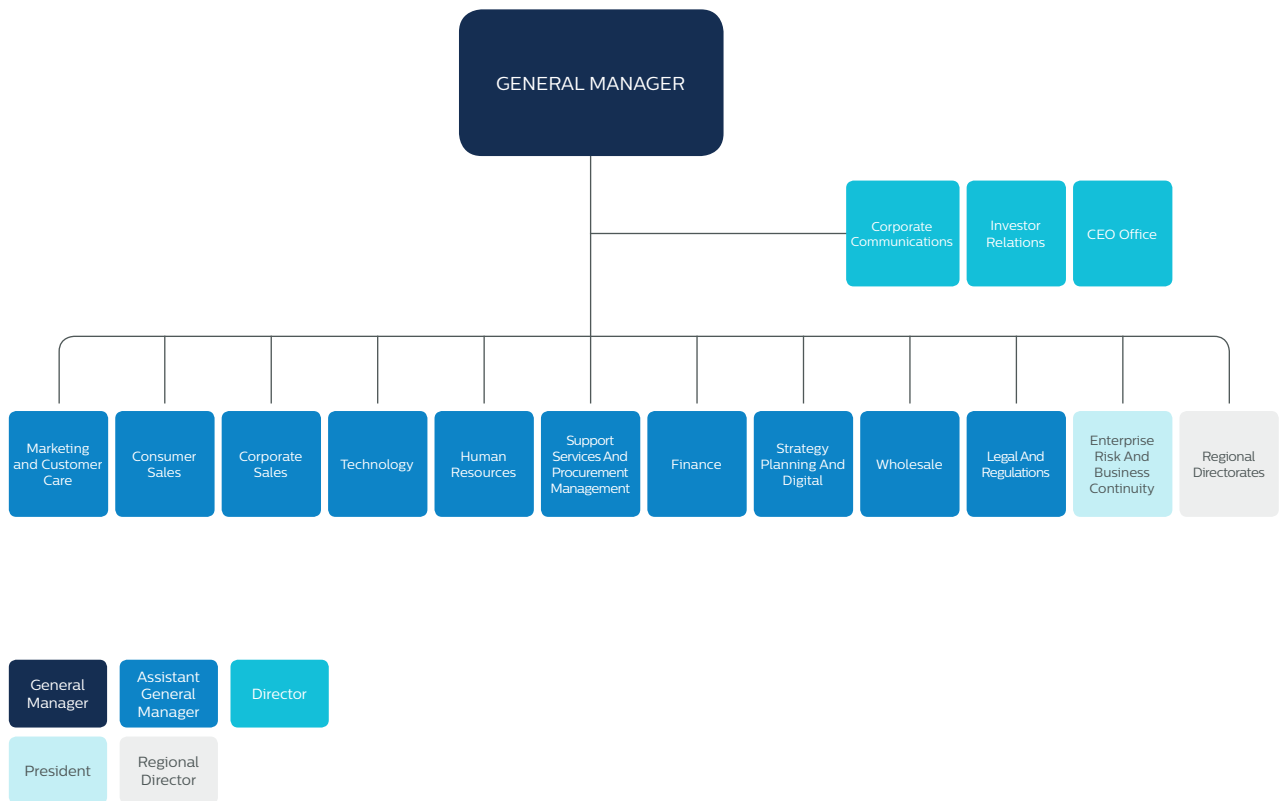 GENERAL MANAGER
Corporate
Communications
Investor
Relations
CEO Office
Marketing
and Customer
Care
Consumer
Sales
Corporate
Sales
Technology
Human
Resources
Support
Services And
Procurement
Management
Finance
Strategy
Planning And
Digital
Wholesale
Legal And
Regulations
Enterprise
Risk And
Business
Continuity
Regional
Directorates
General
Manager
Assistant
General
Manager
Director
President
Regional
Director